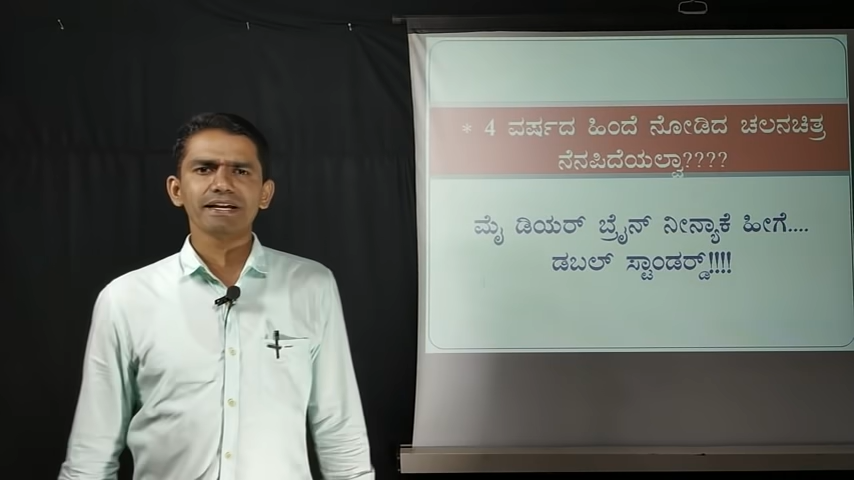 * 4 ವರ್ಷದ ಹಿಂದೆ ನೋಡಿದ ಚಲನಚಿತ್ರ
ನೆನಪಿದೆಯಲ್ವಾ????
ಮೈ ಡಿಯರ್ ಬ್ರೈನ್ ನೀನ್ಯಾಕೆ ಹೀಗೆ....
ಡಬಲ್ ಸ್ಟಾಂಡರ್ಡ್!!!!